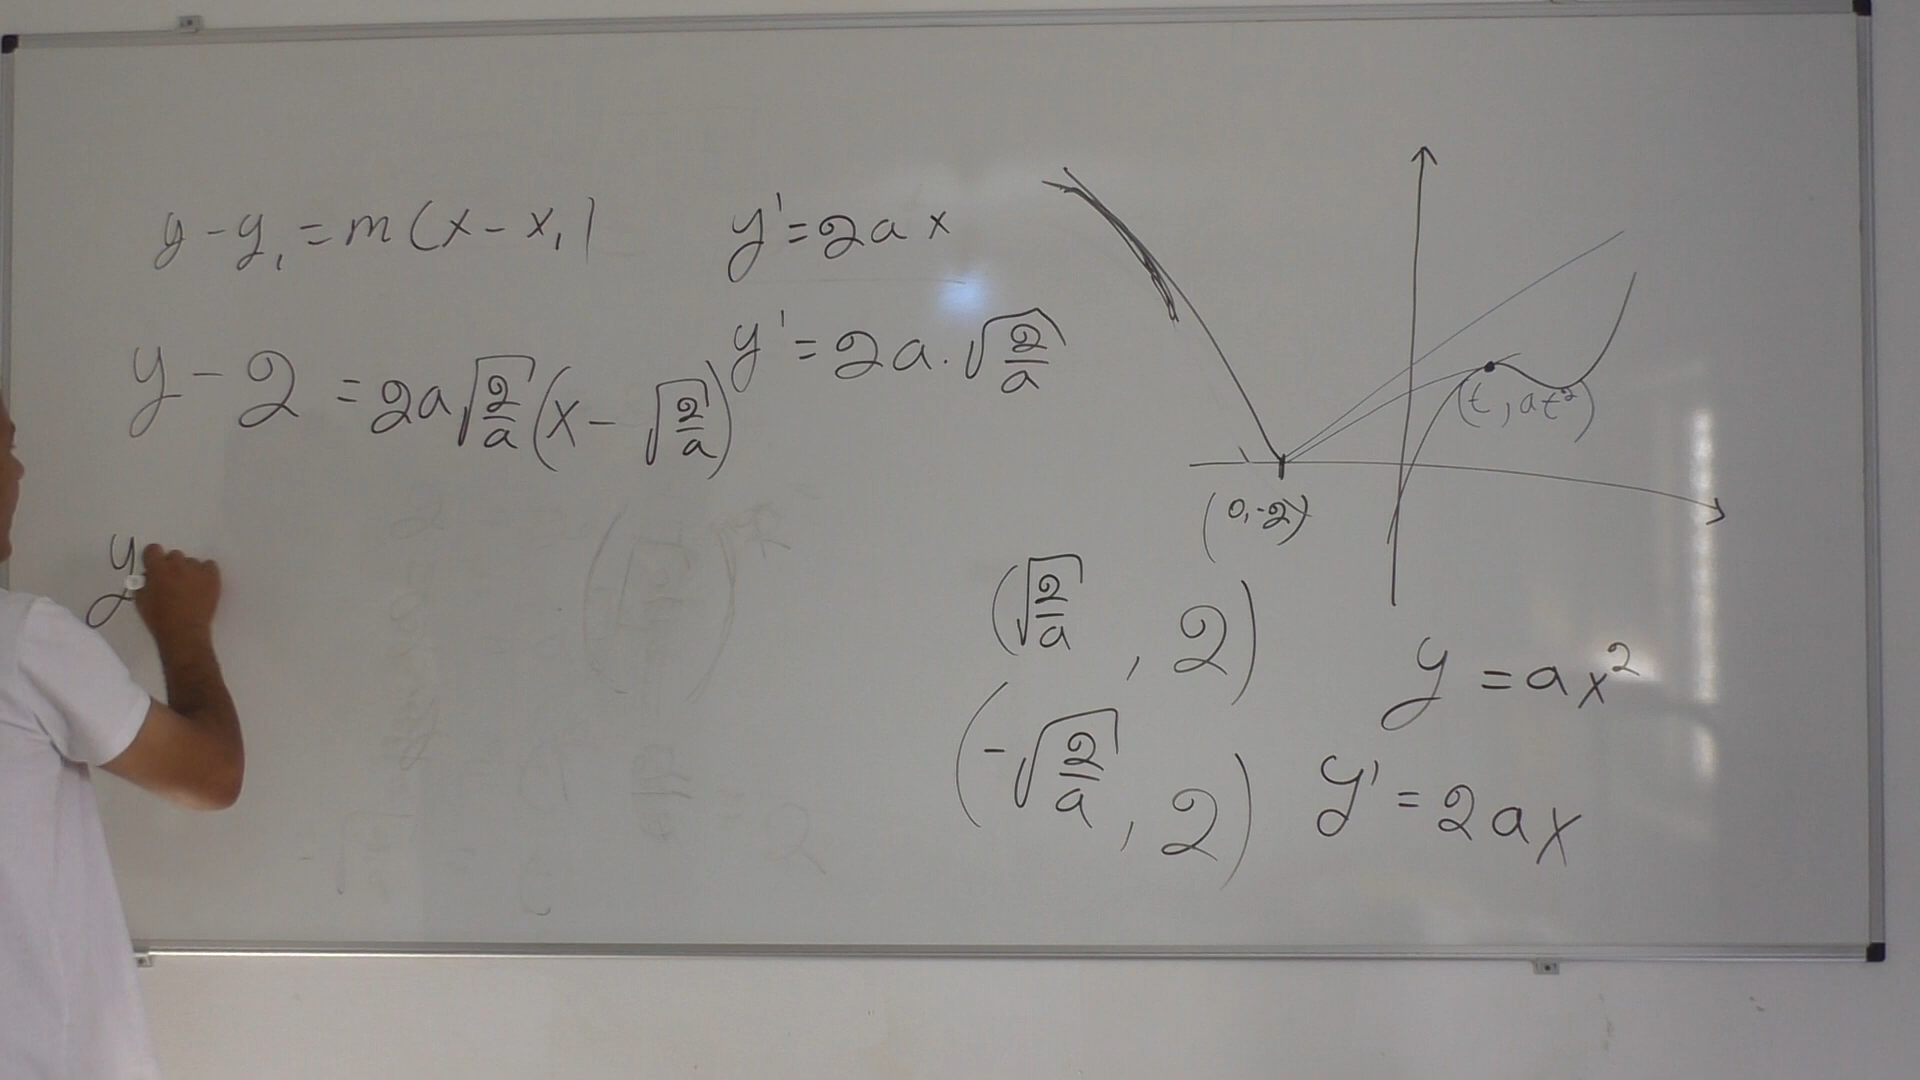 y - y₁ = m(x - x₁)
y' = 2ax
y' = 2a·√(2/a)
y - 2 = 2a√(2/a)(x - √(2/a))
y
(t, at²)
(0,-2)
(√(2/a), 2)
(-√(2/a), 2)
y = ax²
y' = 2ax